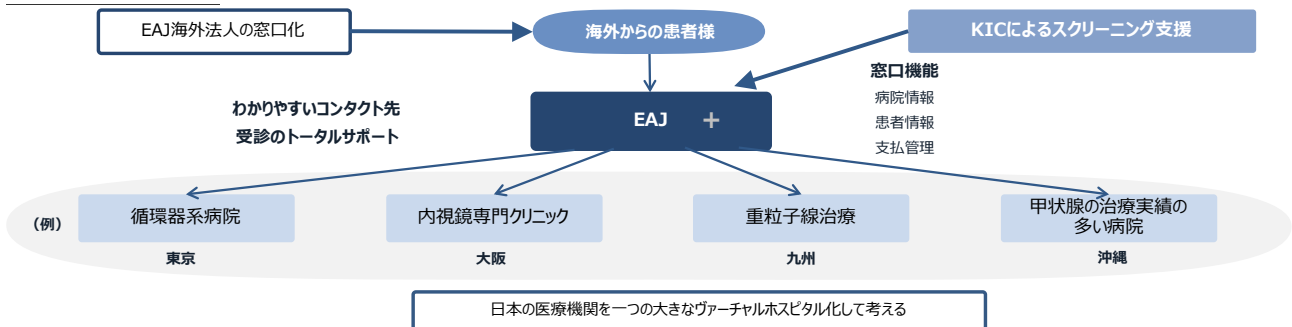 EAJ海外法人の窓口化
海外からの患者様
KICによるスクリーニング支援
窓口機能
病院情報
患者情報
支払管理
わかりやすいコンタクト先
受診のトータルサポート
EAJ +
(例)
循環器系病院
東京
内視鏡専門クリニック
大阪
重粒子線治療
九州
甲状腺の治療実績の
多い病院
沖縄
日本の医療機関を一つの大きなヴァーチャルホスピタル化して考える